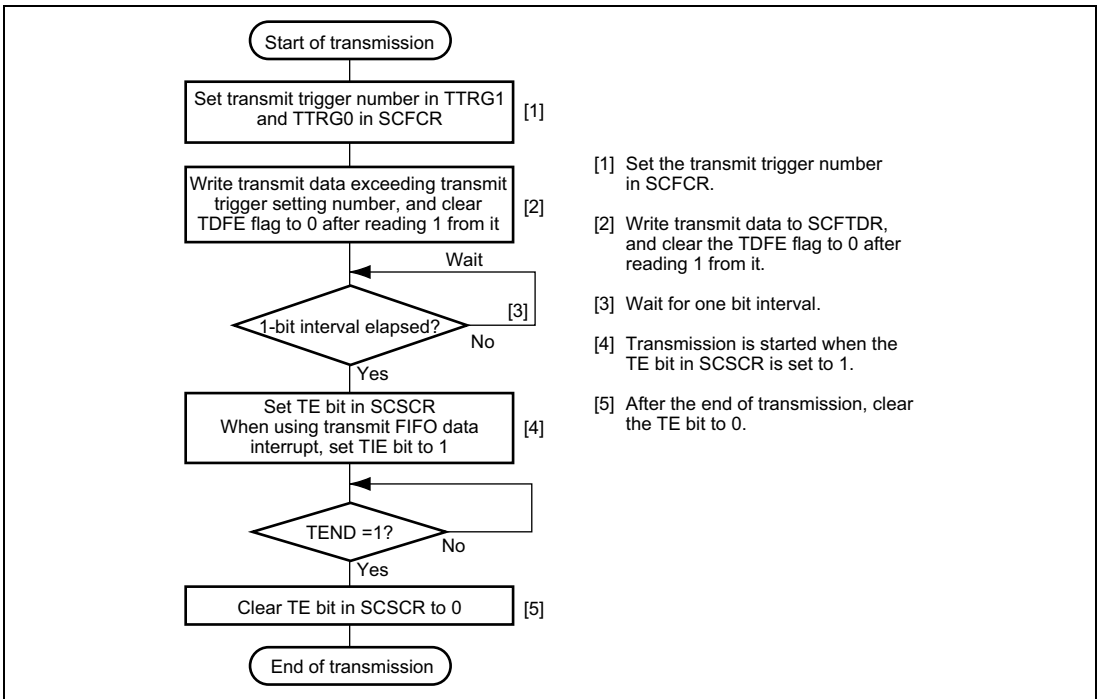 Start of transmission
Set transmit trigger number in TTRG1
and TTRG0 in SCFCR
[1]
Write transmit data exceeding transmit
trigger setting number, and clear
TDFE flag to 0 after reading 1 from it
[2]
Wait
1-bit interval elapsed?
[3]
No
Yes
Set TE bit in SCSCR
When using transmit FIFO data
interrupt, set TIE bit to 1
[4]
TEND =1?
No
Yes
Clear TE bit in SCSCR to 0
[5]
End of transmission
[1] Set the transmit trigger number
in SCFCR.
[2] Write transmit data to SCFTDR,
and clear the TDFE flag to 0 after
reading 1 from it.
[3] Wait for one bit interval.
[4] Transmission is started when the
TE bit in SCSCR is set to 1.
[5] After the end of transmission, clear
the TE bit to 0.